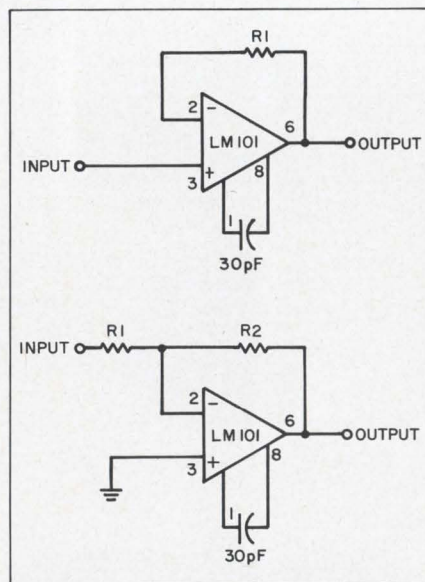 R1
2
-
LM101
6
OUTPUT
INPUT
+
3
8
1
30pF
INPUT
R1
R2
2
-
LM101
6
OUTPUT
+
3
8
1
30pF